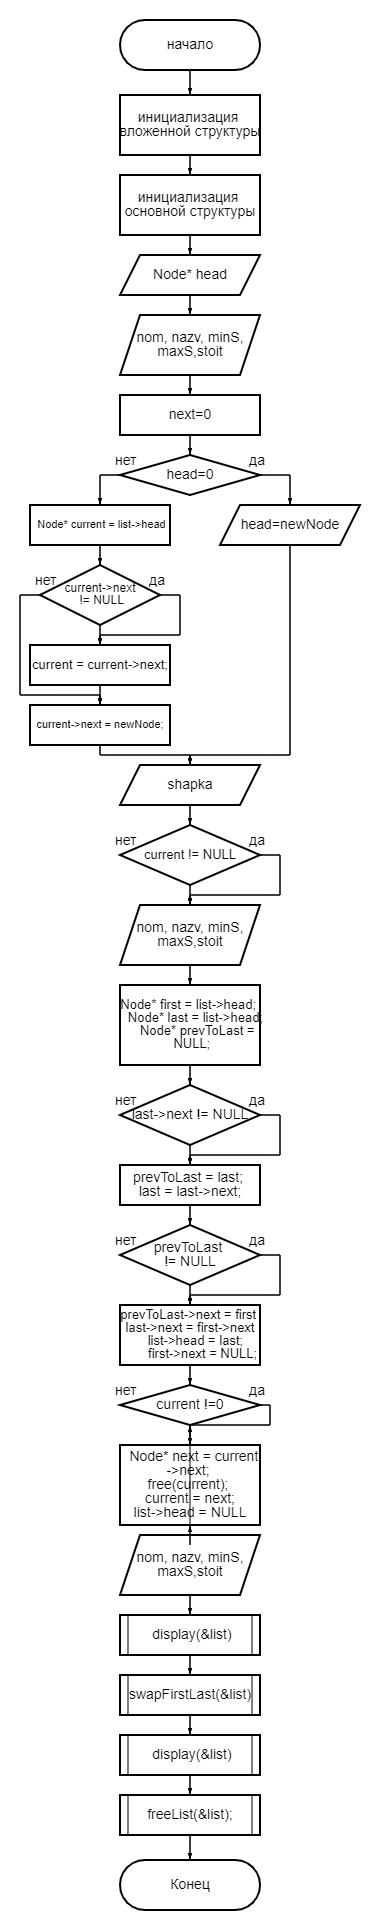 начало
инициализация
вложенной структуры
инициализация
основной структуры
Node* head
nom, nazv, minS,
maxS,stoit
next=0
нет
да
head=0
Node* current = list->head
head=newNode
нет
да
current->next
!= NULL
current = current->next;
current->next = newNode;
shapka
нет
да
current != NULL
nom, nazv, minS,
maxS,stoit
Node* first = list->head;
Node* last = list->head;
Node* prevToLast =
NULL;
нет
да
last->next != NULL
prevToLast = last;
last = last->next;
нет
да
prevToLast
!= NULL
prevToLast->next = first
last->next = first->next
list->head = last;
first->next = NULL;
нет
да
current !=0
Node* next = current
->next;
free(current);
current = next;
list->head = NULL
nom, nazv, minS,
maxS,stoit
display(&list)
swapFirstLast(&list)
display(&list)
freeList(&list);
Конец